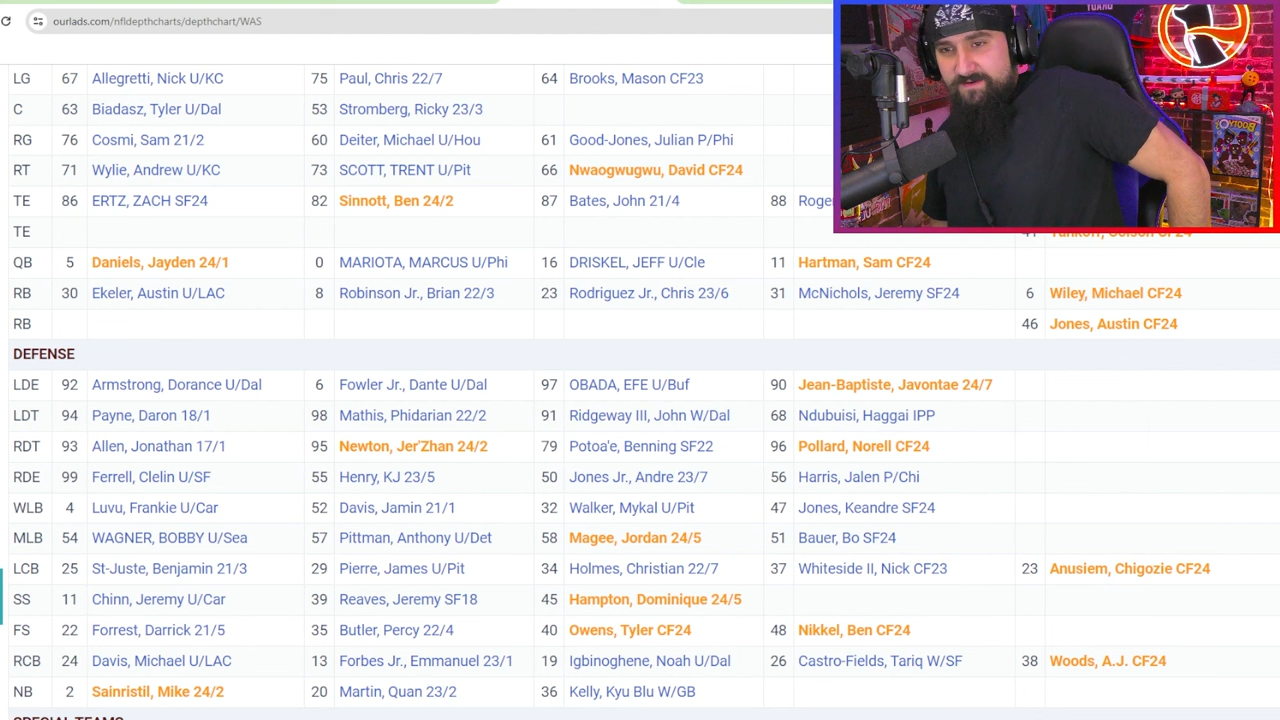 ourlads.com/nfldepthcharts/depthchart/WAS
LG 67 Allegretti, Nick U/KC 75 Paul, Chris 22/7 64 Brooks, Mason CF23
C 63 Biadasz, Tyler U/Dal 53 Stromberg, Ricky 23/3
RG 76 Cosmi, Sam 21/2 60 Deiter, Michael U/Hou 61 Good-Jones, Julian P/Phi
RT 71 Wylie, Andrew U/KC 73 SCOTT, TRENT U/Pit 66 Nwaogwugwu, David CF24
TE 86 ERTZ, ZACH SF24 82 Sinnott, Ben 24/2 87 Bates, John 21/4 88
TE
QB 5 Daniels, Jayden 24/1 0 MARIOTA, MARCUS U/Phi 16 DRISKEL, JEFF U/Cle 11 Hartman, Sam CF24
RB 30 Ekeler, Austin U/LAC 8 Robinson Jr., Brian 22/3 23 Rodriguez Jr., Chris 23/6 31 McNichols, Jeremy SF24 6 Wiley, Michael CF24
RB 46 Jones, Austin CF24
DEFENSE
LDE 92 Armstrong, Dorance U/Dal 6 Fowler Jr., Dante U/Dal 97 OBADA, EFE U/Buf 90 Jean-Baptiste, Javontae 24/7
LDT 94 Payne, Daron 18/1 98 Mathis, Phidarian 22/2 91 Ridgeway III, John W/Dal 68 Ndubuisi, Haggai IPP
RDT 93 Allen, Jonathan 17/1 95 Newton, Jer'Zhan 24/2 79 Potoa'e, Benning SF22 96 Pollard, Norell CF24
RDE 99 Ferrell, Clelin U/SF 55 Henry, KJ 23/5 50 Jones Jr., Andre 23/7 56 Harris, Jalen P/Chi
WLB 4 Luvu, Frankie U/Car 52 Davis, Jamin 21/1 32 Walker, Mykal U/Pit 47 Jones, Keandre SF24
MLB 54 WAGNER, BOBBY U/Sea 57 Pittman, Anthony U/Det 58 Magee, Jordan 24/5 51 Bauer, Bo SF24
LCB 25 St-Juste, Benjamin 21/3 29 Pierre, James U/Pit 34 Holmes, Christian 22/7 37 Whiteside II, Nick CF23 23 Anusiem, Chigozie CF24
SS 11 Chinn, Jeremy U/Car 39 Reaves, Jeremy SF18 45 Hampton, Dominique 24/5
FS 22 Forrest, Darrick 21/5 35 Butler, Percy 22/4 40 Owens, Tyler CF24 48 Nikkel, Ben CF24
RCB 24 Davis, Michael U/LAC 13 Forbes Jr., Emmanuel 23/1 19 Igbinoghene, Noah U/Dal 26 Castro-Fields, Tariq W/SF 38 Woods, A.J. CF24
NB 2 Sainristil, Mike 24/2 20 Martin, Quan 23/2 36 Kelly, Kyu Blu W/GB
SPECIAL TEAMS